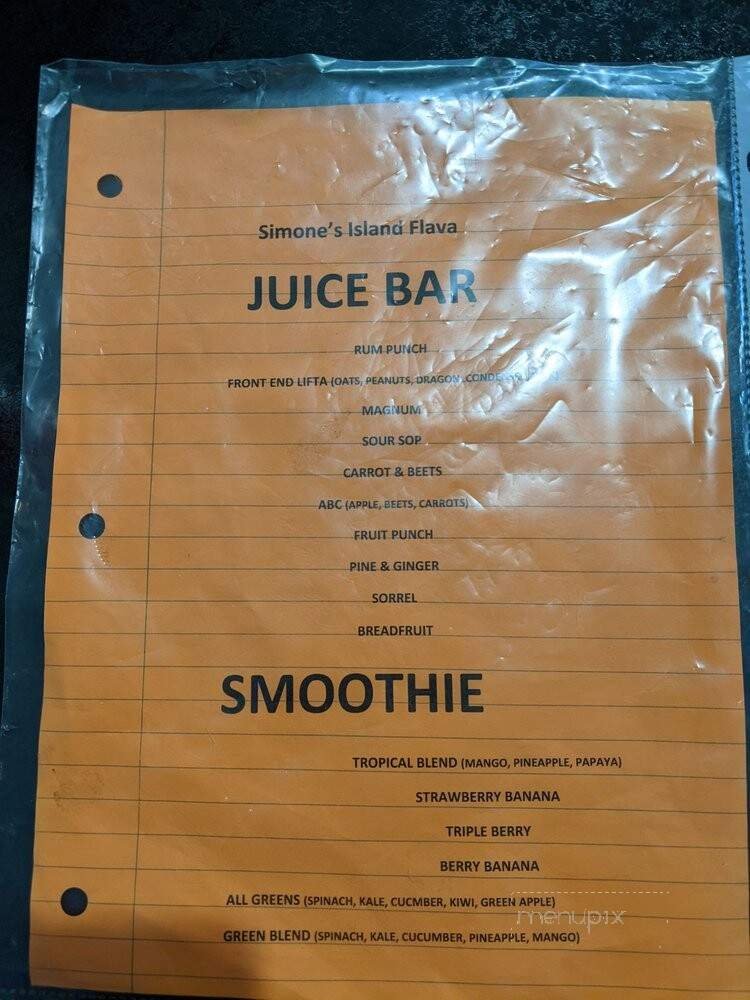 Simone's Island Flava
JUICE BAR
RUM PUNCH
FRONT END LIFTA (OATS, PEANUTS, DRAGON,
MAGNUM
SOUR SOP
CARROT & BEETS
ABC (APPLE, BEETS, CARROTS)
FRUIT PUNCH
PINE & GINGER
SORREL
BREADFRUIT
SMOOTHIE
TROPICAL BLEND (MANGO, PINEAPPLE, PAPAYA)
STRAWBERRY BANANA
TRIPLE BERRY
BERRY BANANA
ALL GREENS (SPINACH, KALE, CUCMBER, KIWI, GREEN APPLE)
menupix
GREEN BLEND (SPINACH, KALE, CUCUMBER, PINEAPPLE, MANGO)